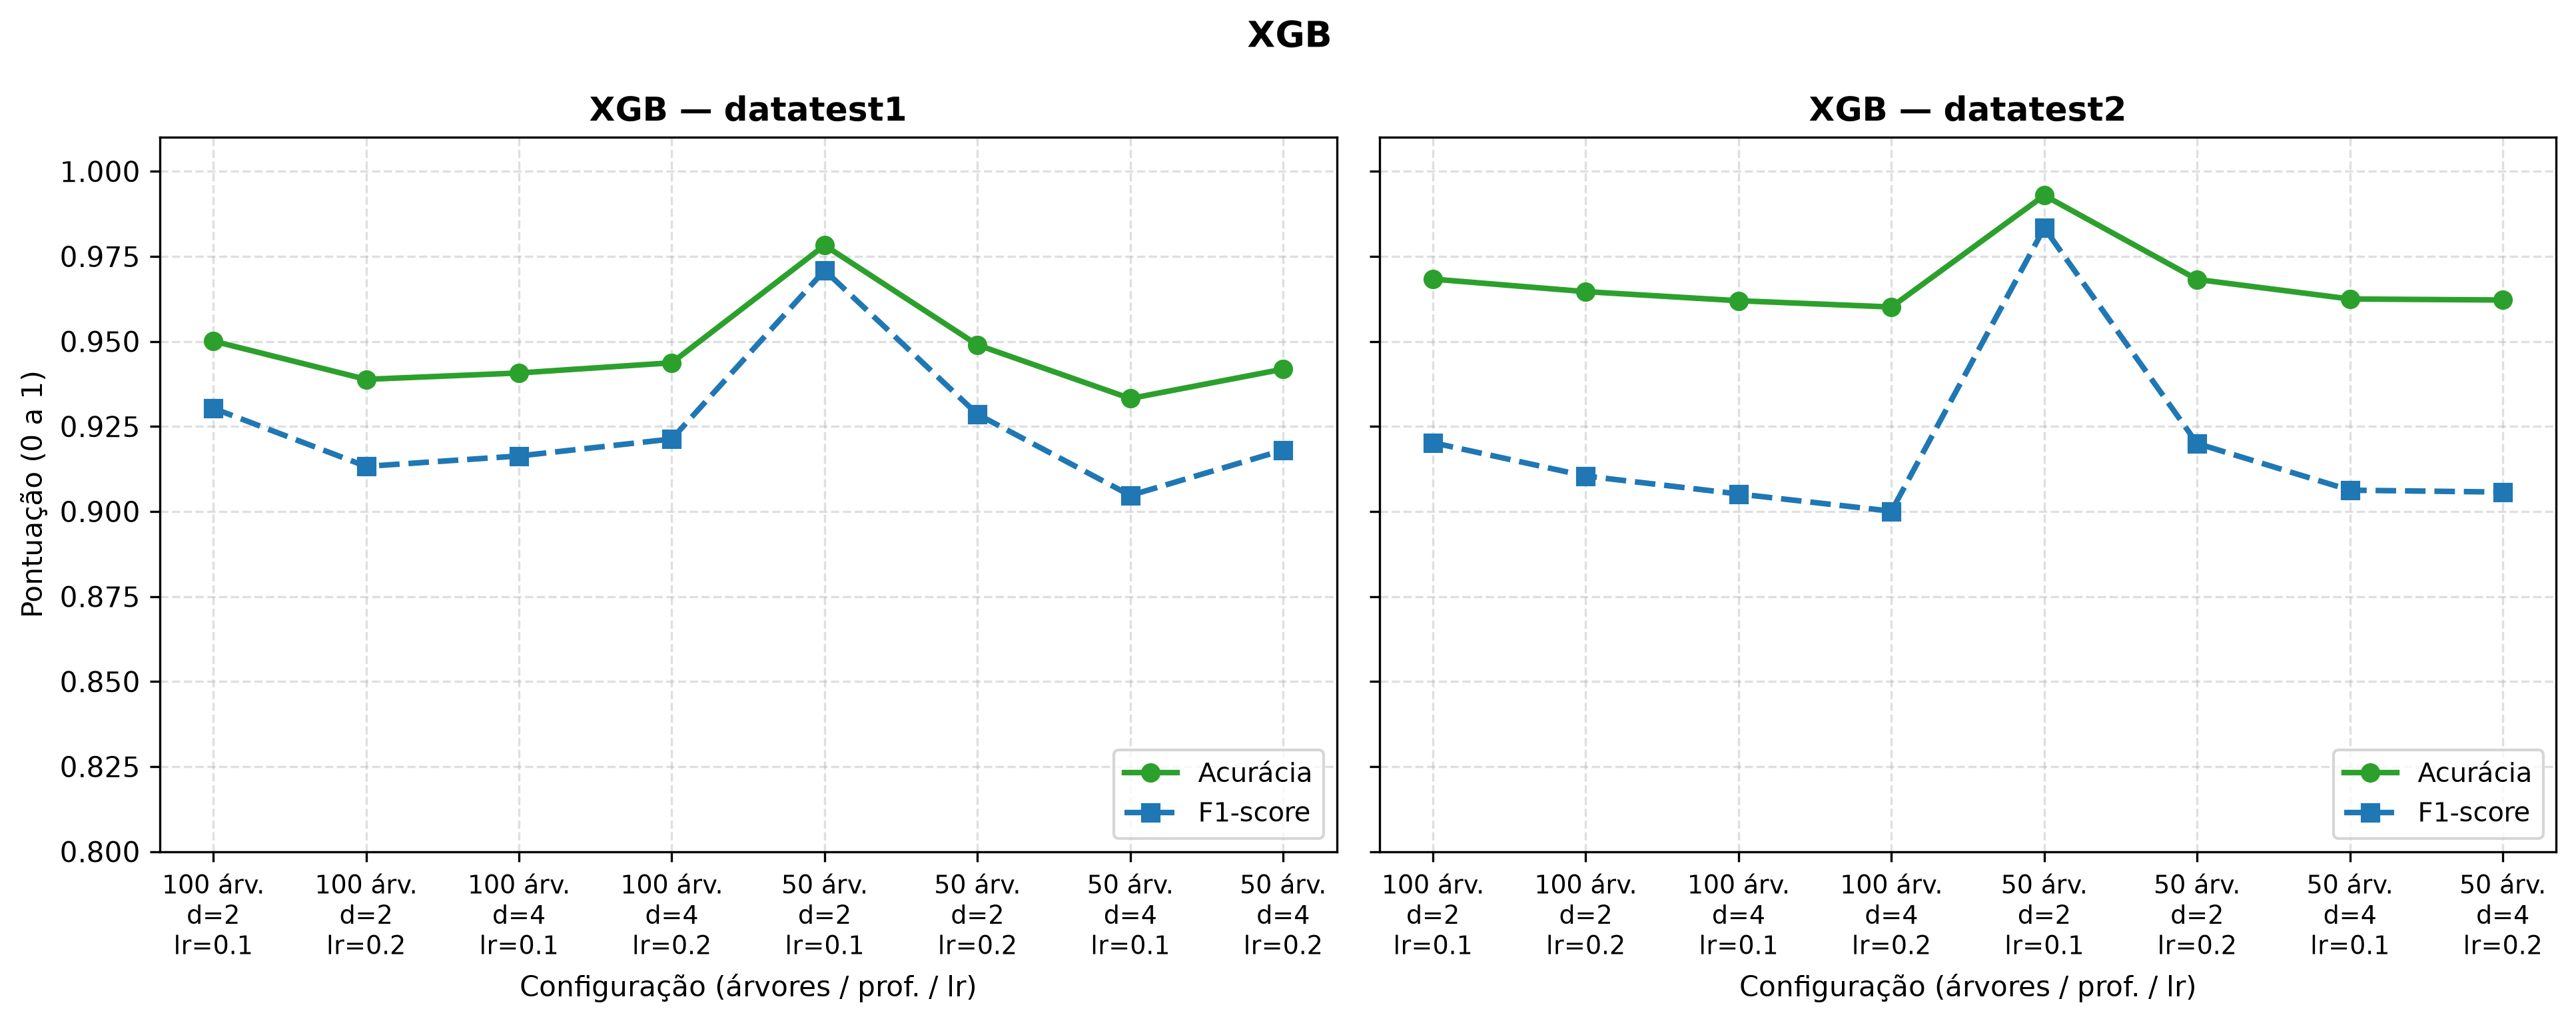 XGB
XGB — datatest1
Pontuação (0 a 1)
1.000
0.975
0.950
0.925
0.900
0.875
0.850
0.825
0.800
Acurácia
F1-score
100 árv. 100 árv. 100 árv. 100 árv. 50 árv. 50 árv. 50 árv. 50 árv.
d=2 d=2 d=4 d=4 d=2 d=2 d=4 d=4
lr=0.1 lr=0.2 lr=0.1 lr=0.2 lr=0.1 lr=0.2 lr=0.1 lr=0.2
Configuração (árvores / prof. / lr)
XGB — datatest2
Acurácia
F1-score
100 árv. 100 árv. 100 árv. 100 árv. 50 árv. 50 árv. 50 árv. 50 árv.
d=2 d=2 d=4 d=4 d=2 d=2 d=4 d=4
lr=0.1 lr=0.2 lr=0.1 lr=0.2 lr=0.1 lr=0.2 lr=0.1 lr=0.2
Configuração (árvores / prof. / lr)